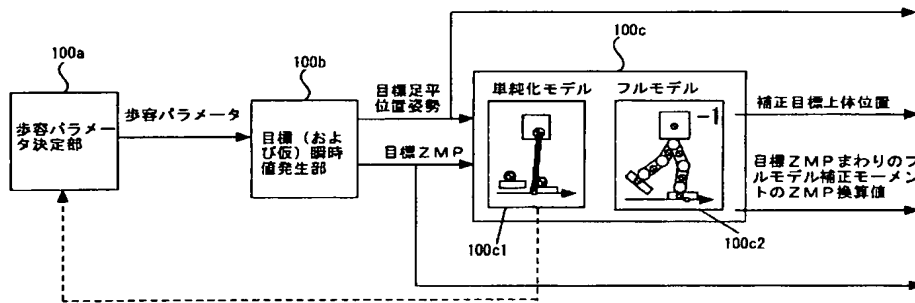 100a
歩容パラメー
タ決定部
歩容パラメータ
100b
目標（およ
び仮）瞬時
値発生部
目標足平
位置姿勢
目標ＺＭＰ
100c
単純化モデル
フルモデル
-1
100c1
100c2
補正目標上体位置
目標ＺＭＰまわりのフ
ルモデル補正モーメン
トのＺＭＰ換算値